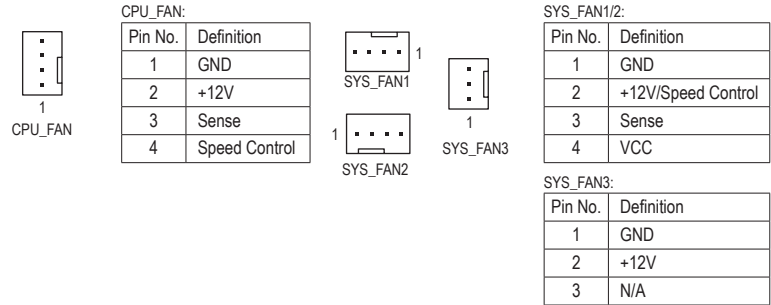 CPU_FAN:
Pin No. Definition
1 GND
2 +12V
3 Sense
4 Speed Control
1
CPU_FAN
1
SYS_FAN1
1
SYS_FAN2
1
SYS_FAN3
SYS_FAN1/2:
Pin No. Definition
1 GND
2 +12V/Speed Control
3 Sense
4 VCC
SYS_FAN3:
Pin No. Definition
1 GND
2 +12V
3 N/A